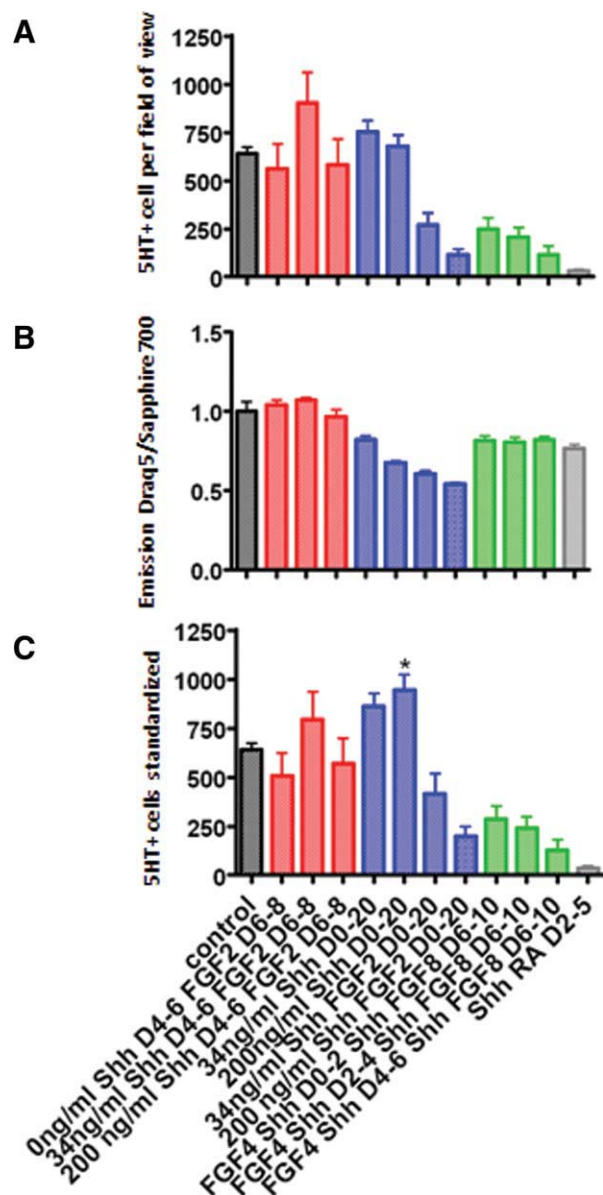 A
5HT+ cell per field of view
1250
1000
750
500
250
0
B
Emission Draq5/Sapphire700
1.5
1.0
0.5
0.0
C
5HT+ cells standardized
1250
1000
750
500
250
0
*
control
0ng/ml Shh D4-6 FGF2 D6-8
34ng/ml Shh D4-6 FGF2 D6-8
200 ng/ml Shh D4-6 FGF2 D6-8
34ng/ml Shh D0-20
200ng/ml Shh D0-20
34ng/ml Shh FGF2 D0-20
200 ng/ml Shh FGF2 D0-20
FGF4 Shh D0-2 Shh FGF8 D6-10
FGF4 Shh D2-4 Shh FGF8 D6-10
FGF4 Shh D4-6 Shh FGF8 D6-10
Shh RA D2-5